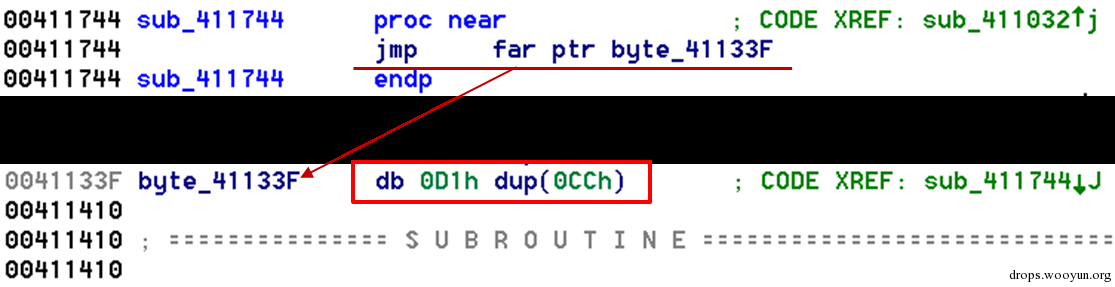 00411744 sub_411744 proc near ; CODE XREF: sub_411032↑j
00411744 jmp far ptr byte_41133F
00411744 sub_411744 endp
0041133F byte_41133F db 0D1h dup(0CCh) ; CODE XREF: sub_411744↓J
00411410
00411410 ; =============== S U B R O U T I N E =======================================
00411410
drops.wooyun.org